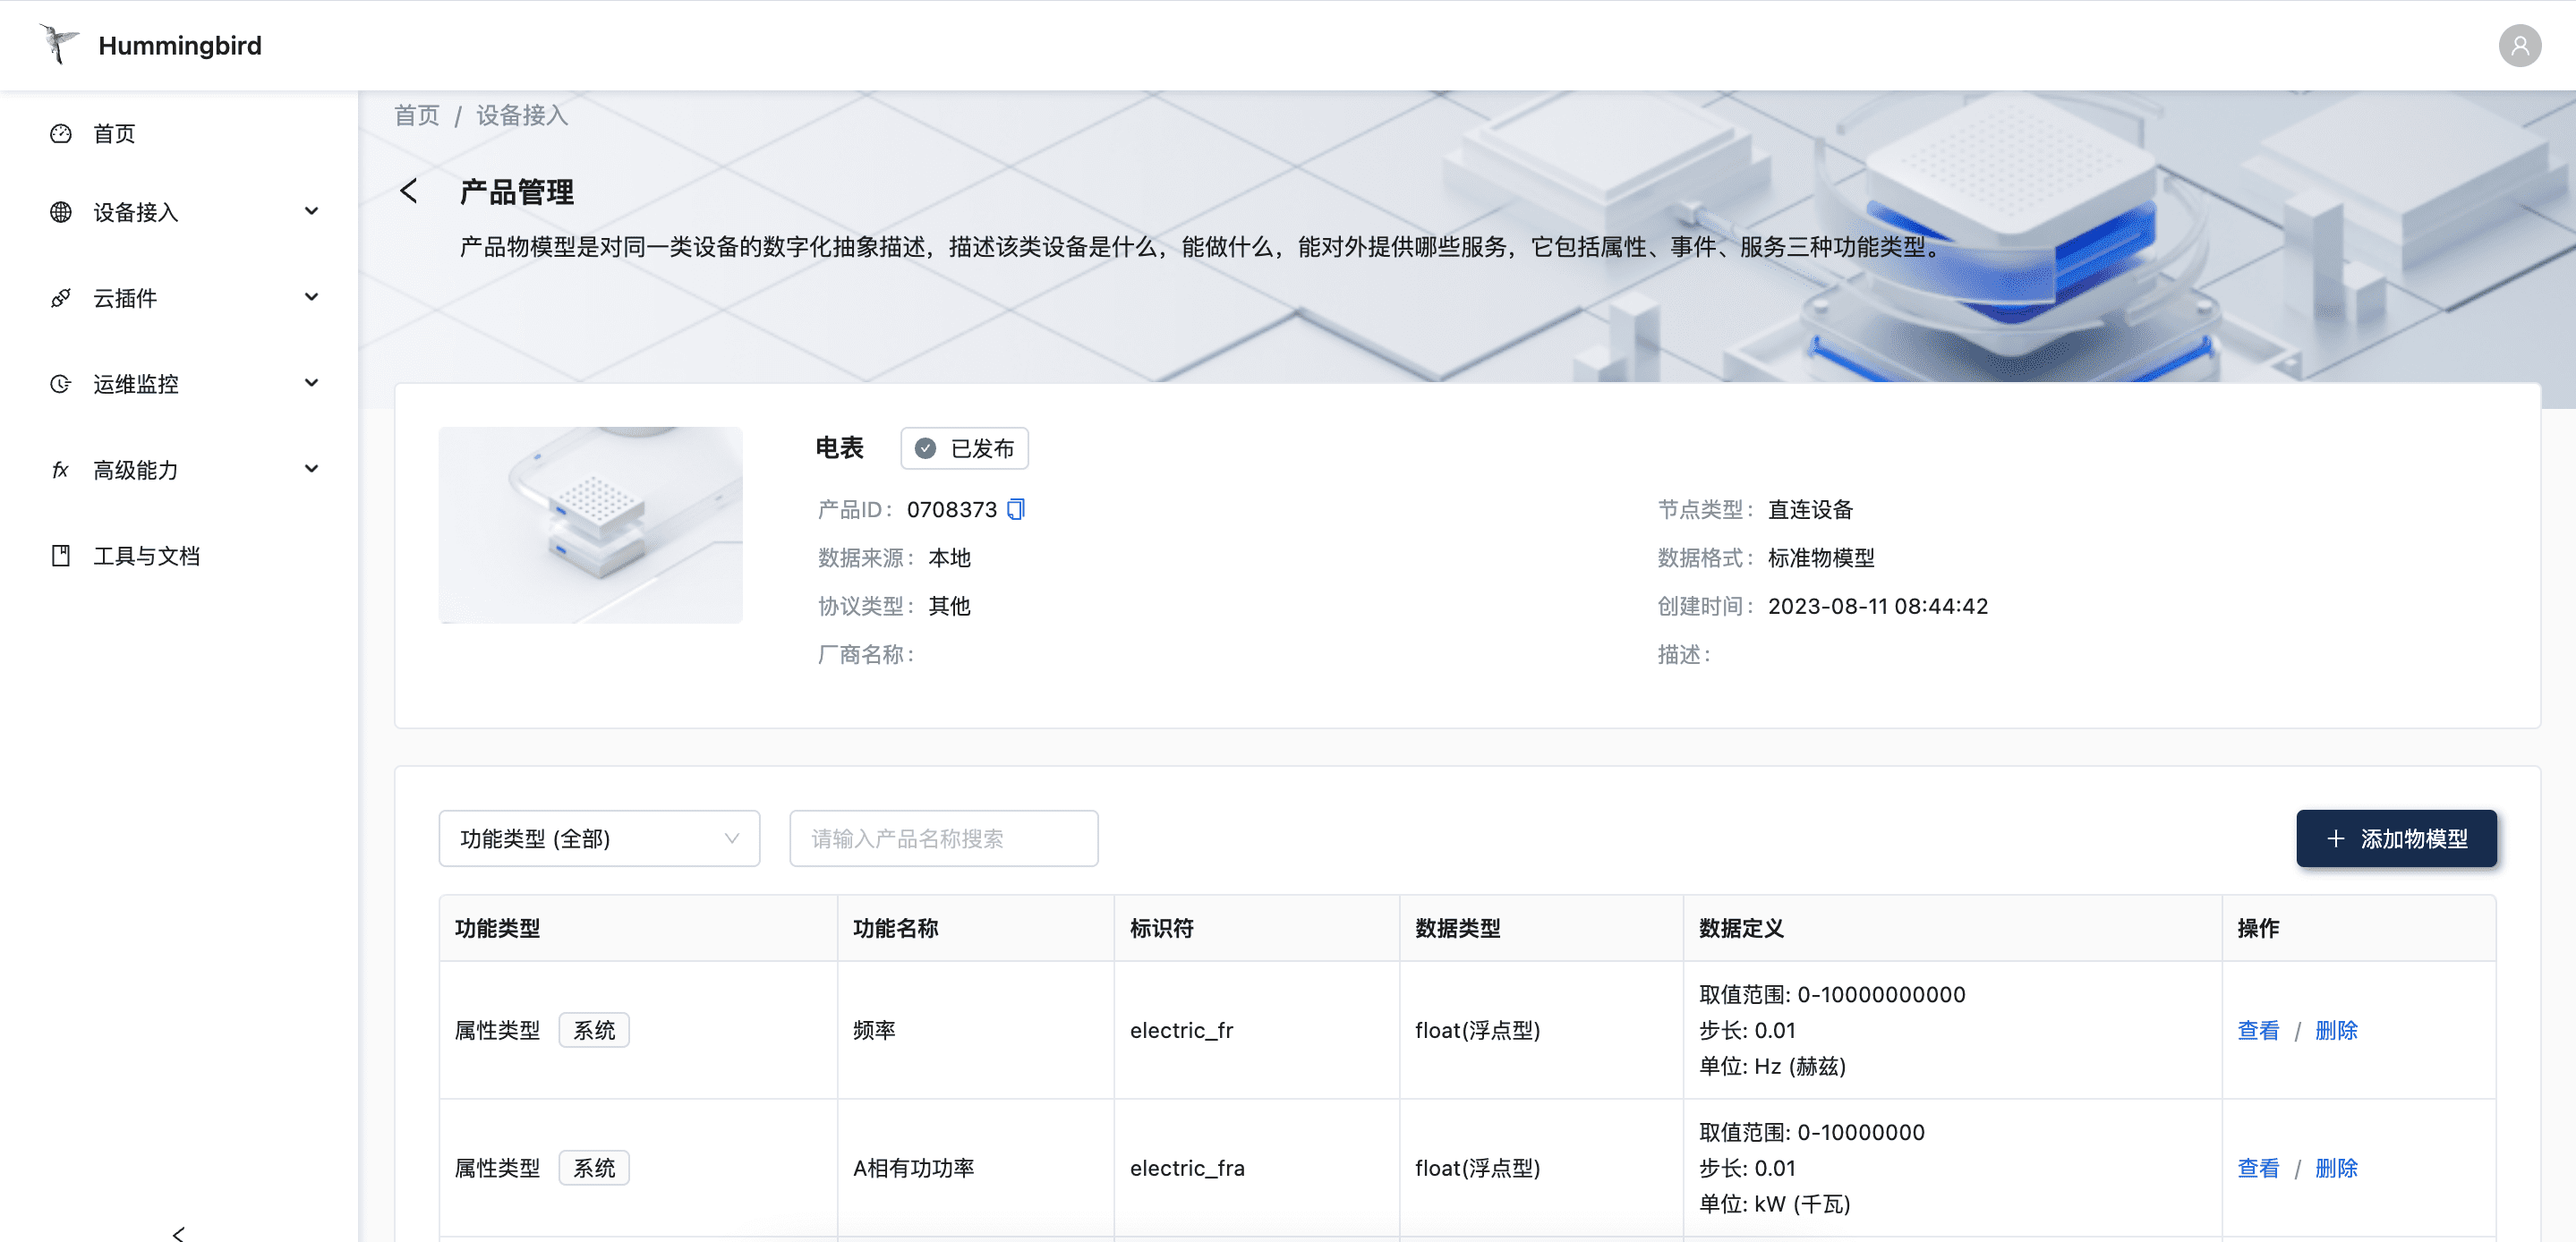 Hummingbird
首页
设备接入
云插件
运维监控
fx 高级能力
工具与文档
首页 / 设备接入
产品管理
产品物模型是对同一类设备的数字化抽象描述，描述该类设备是什么，能做什么，能对外提供哪些服务，它包括属性、事件、服务三种功能类型。
电表 已发布
产品ID： 0708373 节点类型： 直连设备
数据来源： 本地 数据格式： 标准物模型
协议类型： 其他 创建时间： 2023-08-11 08:44:42
厂商名称： 描述：
功能类型 (全部) 请输入产品名称搜索 添加物模型
功能类型 功能名称 标识符 数据类型 数据定义 操作
属性类型 系统 频率 electric_fr float(浮点型) 取值范围: 0-10000000000
步长: 0.01
单位: Hz (赫兹)
查看 / 删除
属性类型 系统 A相有功功率 electric_fra float(浮点型) 取值范围: 0-10000000
步长: 0.01
单位: kW (千瓦)
查看 / 删除